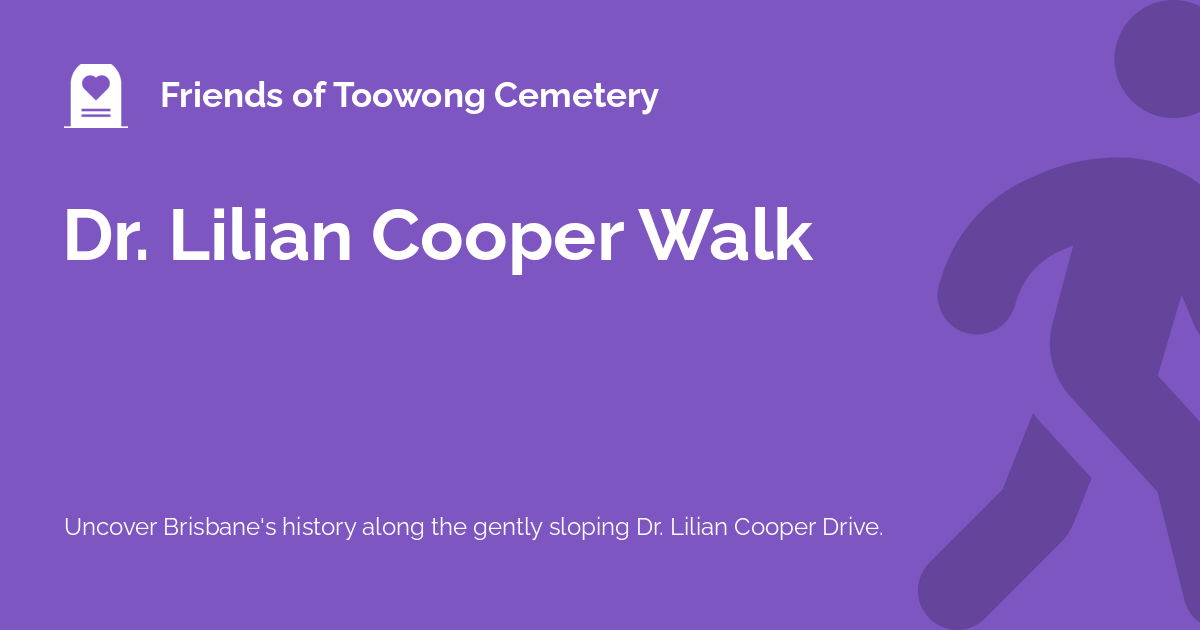 Friends of Toowong Cemetery
Dr. Lilian Cooper Walk
Uncover Brisbane's history along the gently sloping Dr. Lilian Cooper Drive.